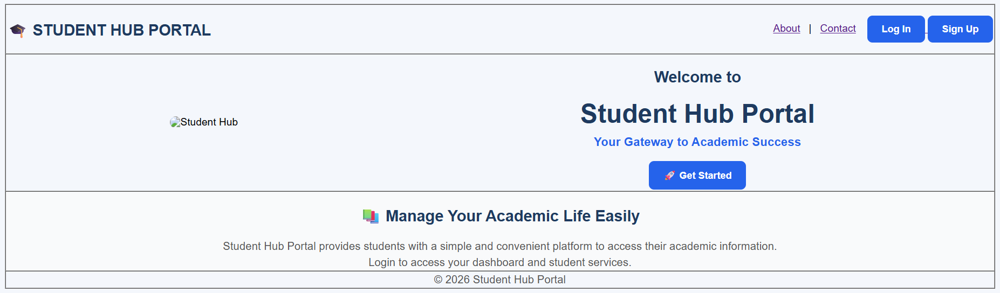 🎓 STUDENT HUB PORTAL
About | Contact Log In Sign Up
Welcome to
Student Hub Portal
Student Hub
Your Gateway to Academic Success
🚀 Get Started
📚 Manage Your Academic Life Easily
Student Hub Portal provides students with a simple and convenient platform to access their academic information.
Login to access your dashboard and student services.
© 2026 Student Hub Portal